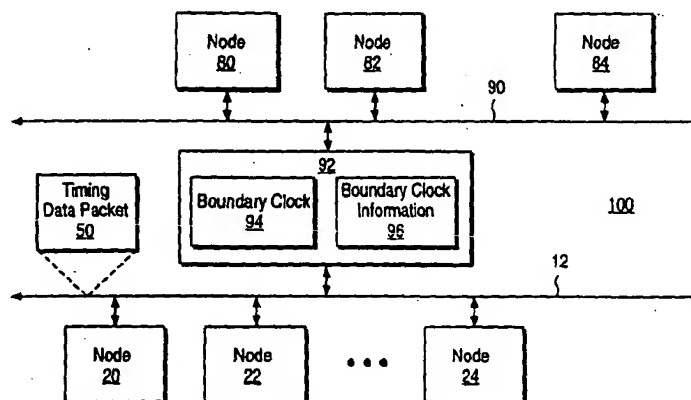 Node
80
Node
82
Node
84
90
92
Timing
Data Packet
50
Boundary Clock
94
Boundary Clock
Information
96
100
12
Node
20
Node
22
Node
24